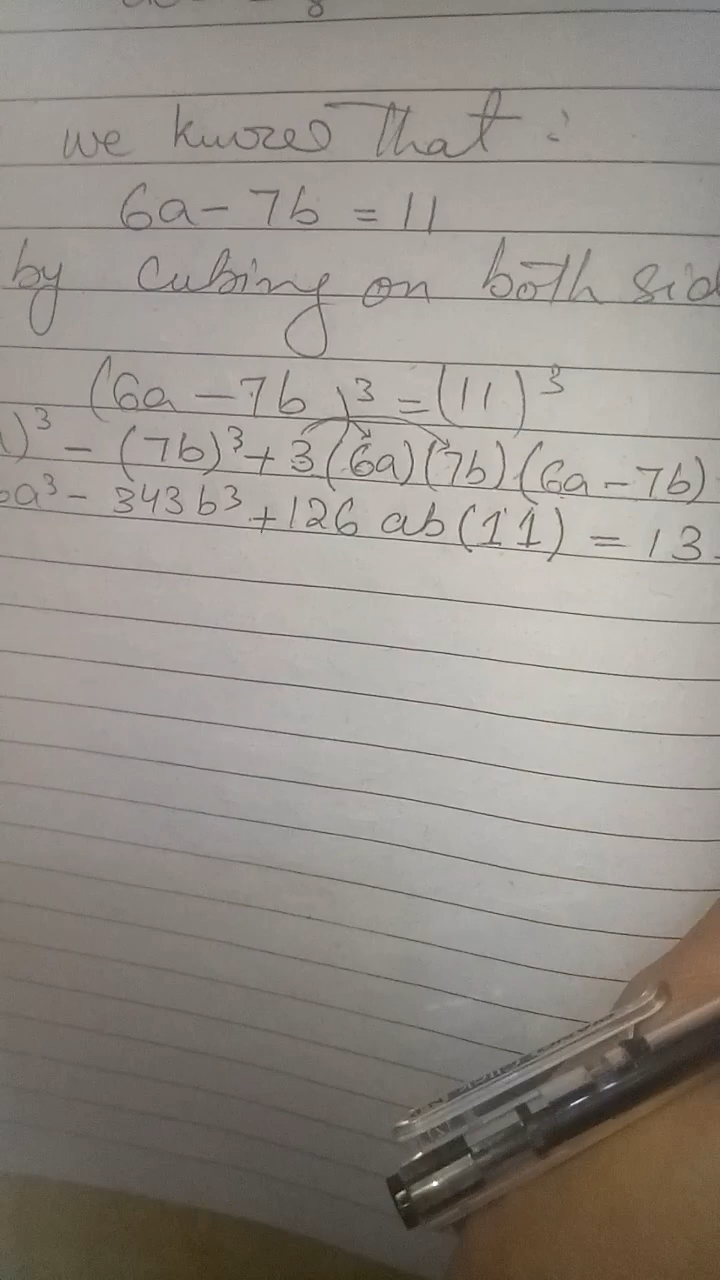 we knows that :
6a - 7b = 11
by cubing on both sid
(6a - 7b)³ = (11)³
)³ - (7b)³ + 3(6a)(7b)(6a - 7b)
a³ - 343b³ + 126 ab(11) = 13